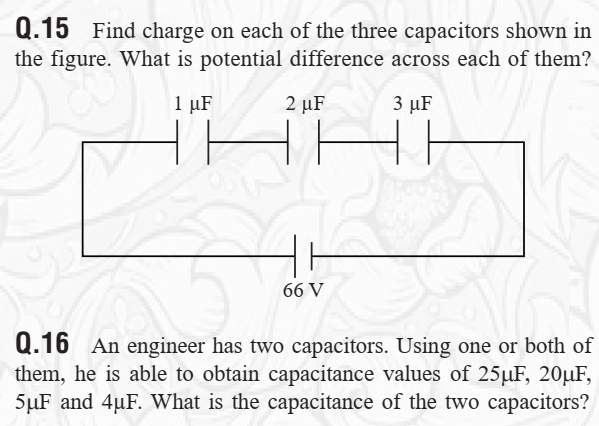 Q.15 Find charge on each of the three capacitors shown in
the figure. What is potential difference across each of them?
1 μF 2 μF 3 μF
66 V
Q.16 An engineer has two capacitors. Using one or both of
them, he is able to obtain capacitance values of 25μF, 20μF,
5μF and 4μF. What is the capacitance of the two capacitors?